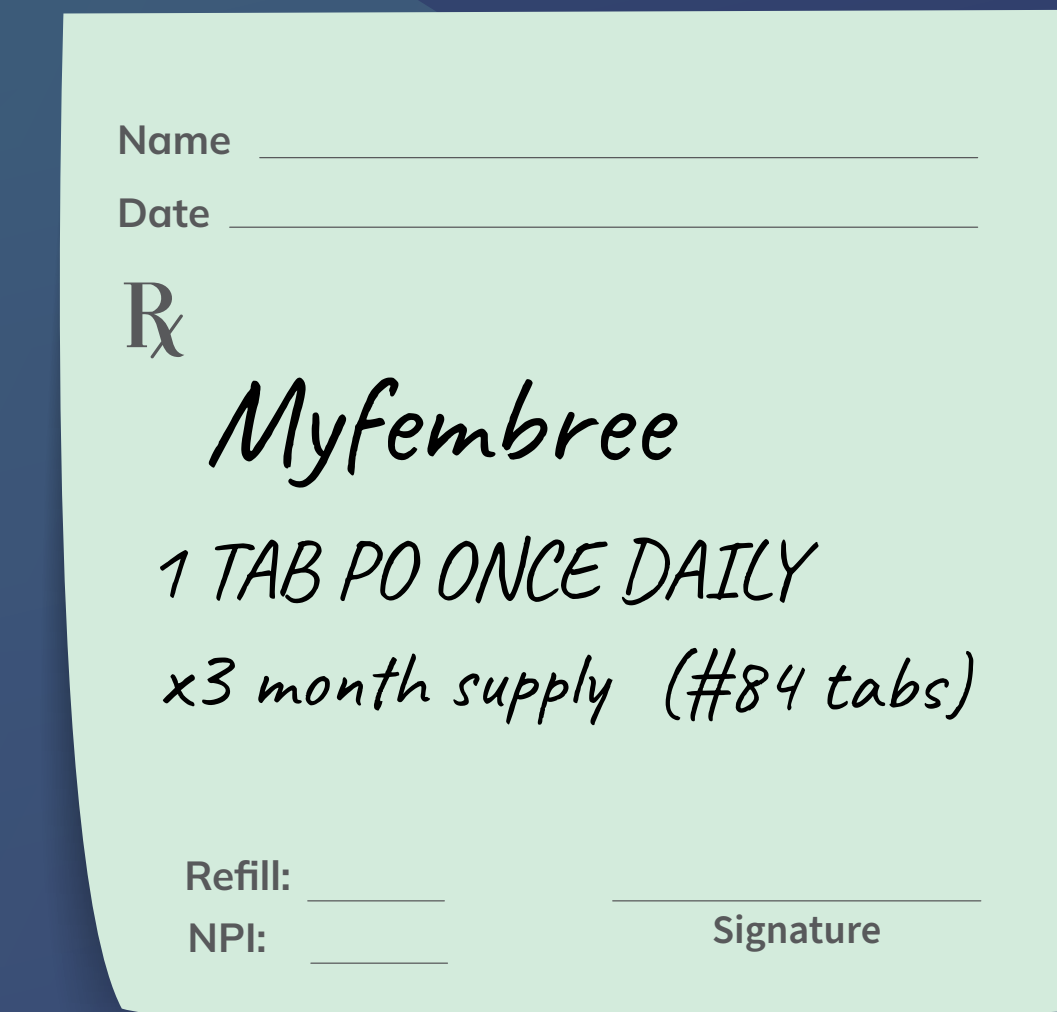 Name
Date
℞
Myfembree
1 TAB PO ONCE DAILY
x3 month supply (#84 tabs)
Refill:
NPI:
Signature